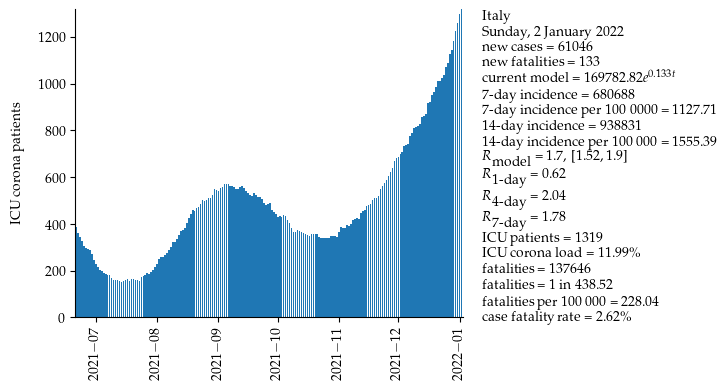 ICU corona patients
1200
1000
800
600
400
200
0
2021−07
2021−08
2021−09
2021−10
2021−11
2021−12
2022−01
Italy
Sunday, 2 January 2022
new cases = 61046
new fatalities = 133
current model = 169782.82e^0.133t
7-day incidence = 680688
7-day incidence per 100 0000 = 1127.71
14-day incidence = 938831
14-day incidence per 100 000 = 1555.39
R_model = 1.7, [1.52, 1.9]
R_1-day = 0.62
R_4-day = 2.04
R_7-day = 1.78
ICU patients = 1319
ICU corona load = 11.99%
fatalities = 137646
fatalities = 1 in 438.52
fatalities per 100 000 = 228.04
case fatality rate = 2.62%